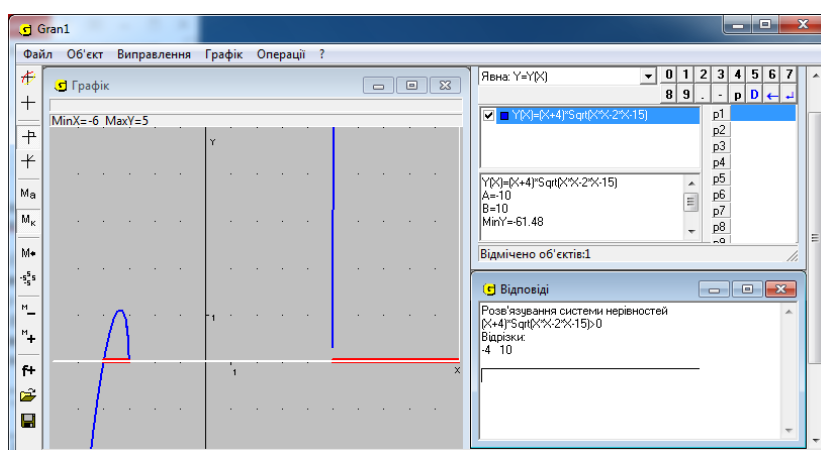 Gran1
Файл Об'єкт Виправлення Графік Операції ?
Графік
MinX=-6 MaxY=5
Y
1
1
X
Mа
Mк
M
M
M
f+
Явна: Y=Y(X)
0 1 2 3 4 5 6 7
8 9 . - p D
Y(X)=(X+4)*Sqrt(X*X-2*X-15)
p1
p2
p3
p4
p5
p6
p7
p8
Y(X)=(X+4)*Sqrt(X*X-2*X-15)
A=-10
B=10
MinY=-61.48
Відмічено об'єктів:1
Відповіді
Розв'язування системи нерівностей
(X+4)*Sqrt(X*X-2*X-15)>0
Відрізки:
-4 10